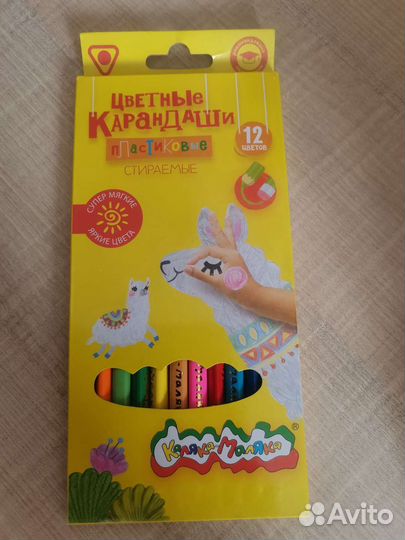 ЦВЕТНЫЕ
КАРАНДАШИ
ПЛАСТИКОВЫЕ
СТИРАЕМЫЕ
12
ЦВЕТОВ
СУПЕР МЯГКИЕ
ЯРКИЕ ЦВЕТА
Каляка-Маляка®
Avito